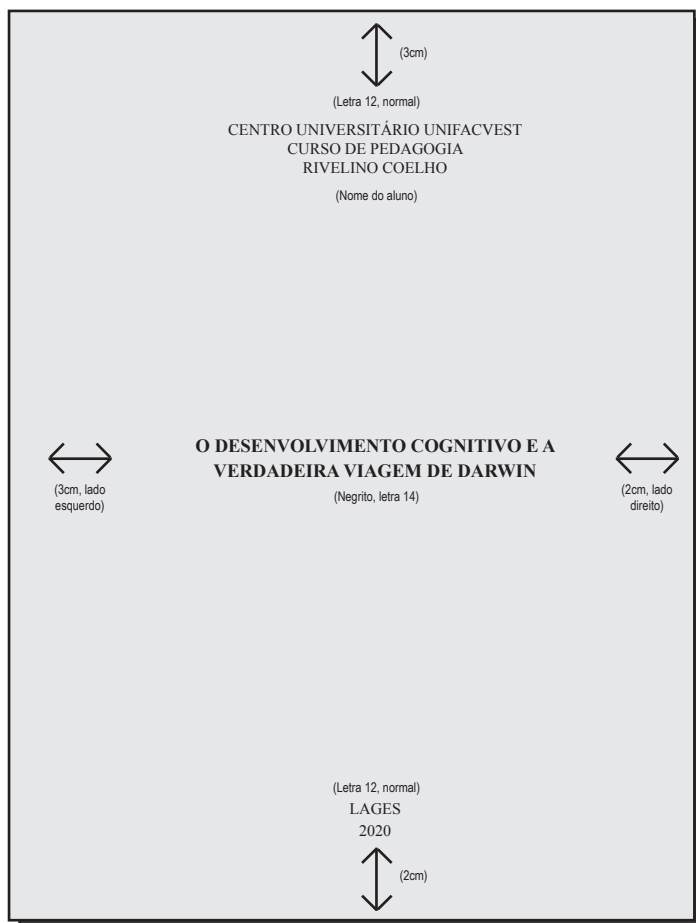 (3cm)
(Letra 12, normal)
CENTRO UNIVERSITÁRIO UNIFACVEST
CURSO DE PEDAGOGIA
RIVELINO COELHO
(Nome do aluno)
O DESENVOLVIMENTO COGNITIVO E A
VERDADEIRA VIAGEM DE DARWIN
(Negrito, letra 14)
(3cm, lado
esquerdo)
(2cm, lado
direito)
(Letra 12, normal)
LAGES
2020
(2cm)